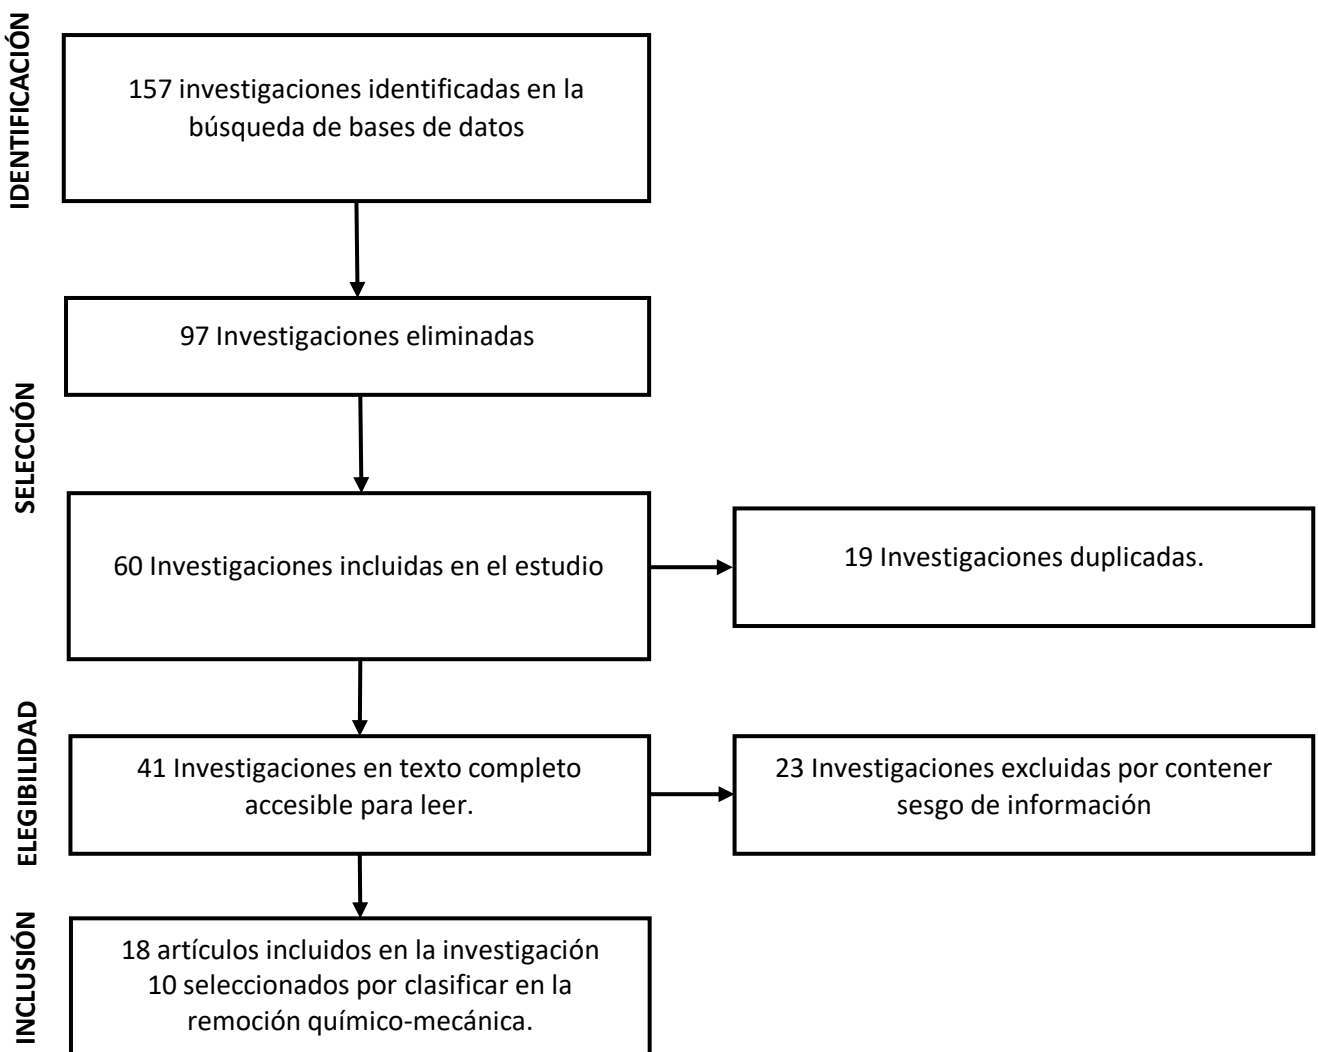 IDENTIFICACIÓN
157 investigaciones identificadas en la
búsqueda de bases de datos
97 Investigaciones eliminadas
SELECCIÓN
60 Investigaciones incluidas en el estudio
19 Investigaciones duplicadas.
ELEGIBILIDAD
41 Investigaciones en texto completo
accesible para leer.
23 Investigaciones excluidas por contener
sesgo de información
INCLUSIÓN
18 artículos incluidos en la investigación
10 seleccionados por clasificar en la
remoción químico-mecánica.